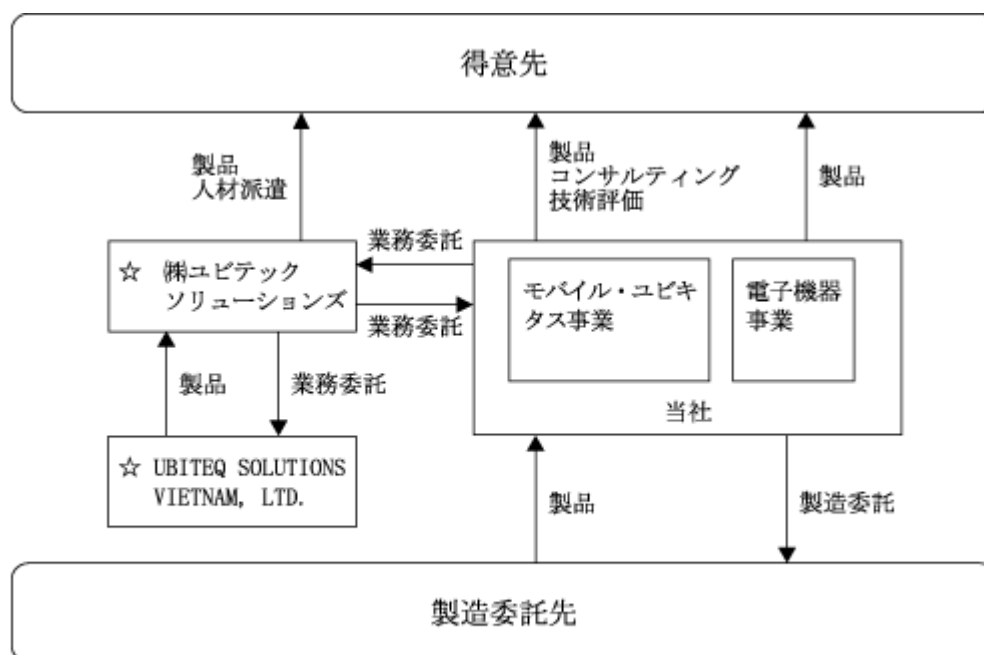 得意先
製品
人材派遣
製品
コンサルティング
技術評価
製品
☆ ㈱ユビテック
ソリューションズ
業務委託
業務委託
モバイル・ユビキ
タス事業
電子機器
事業
当社
製品
業務委託
☆ UBITEQ SOLUTIONS
VIETNAM, LTD.
製品
製造委託
製造委託先